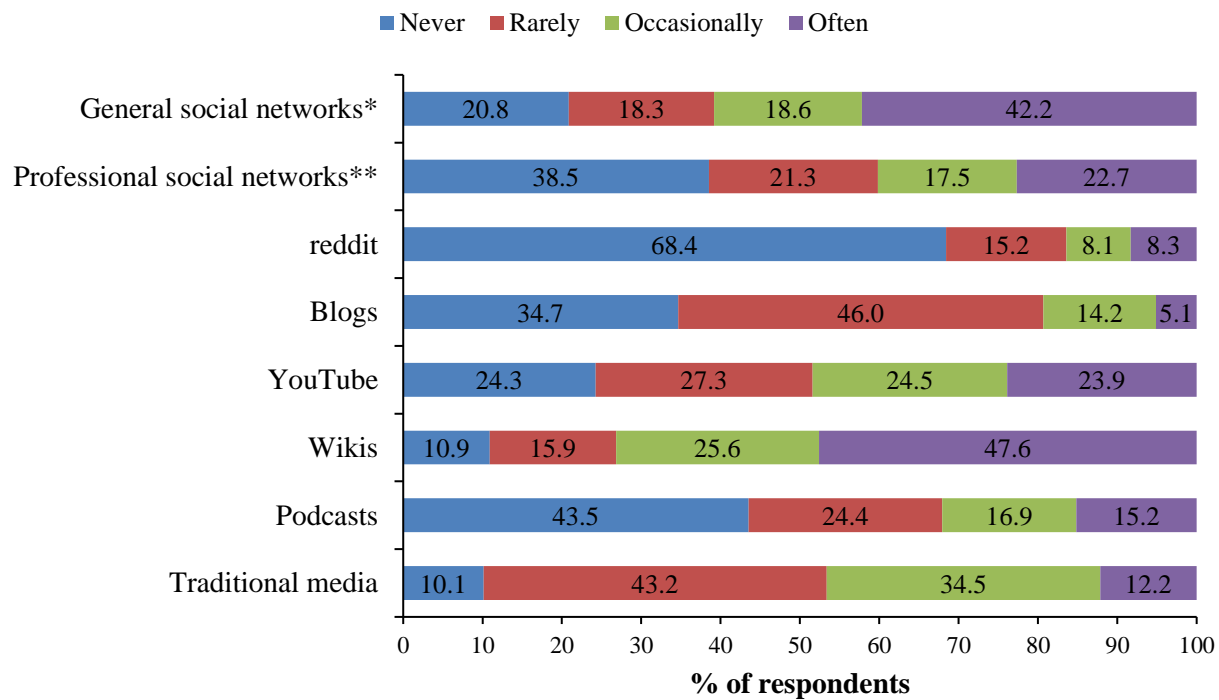 Never Rarely Occasionally Often
General social networks* 20.8 18.3 18.6 42.2
Professional social networks** 38.5 21.3 17.5 22.7
reddit 68.4 15.2 8.1 8.3
Blogs 34.7 46.0 14.2 5.1
YouTube 24.3 27.3 24.5 23.9
Wikis 10.9 15.9 25.6 47.6
Podcasts 43.5 24.4 16.9 15.2
Traditional media 10.1 43.2 34.5 12.2
0 10 20 30 40 50 60 70 80 90 100
% of respondents